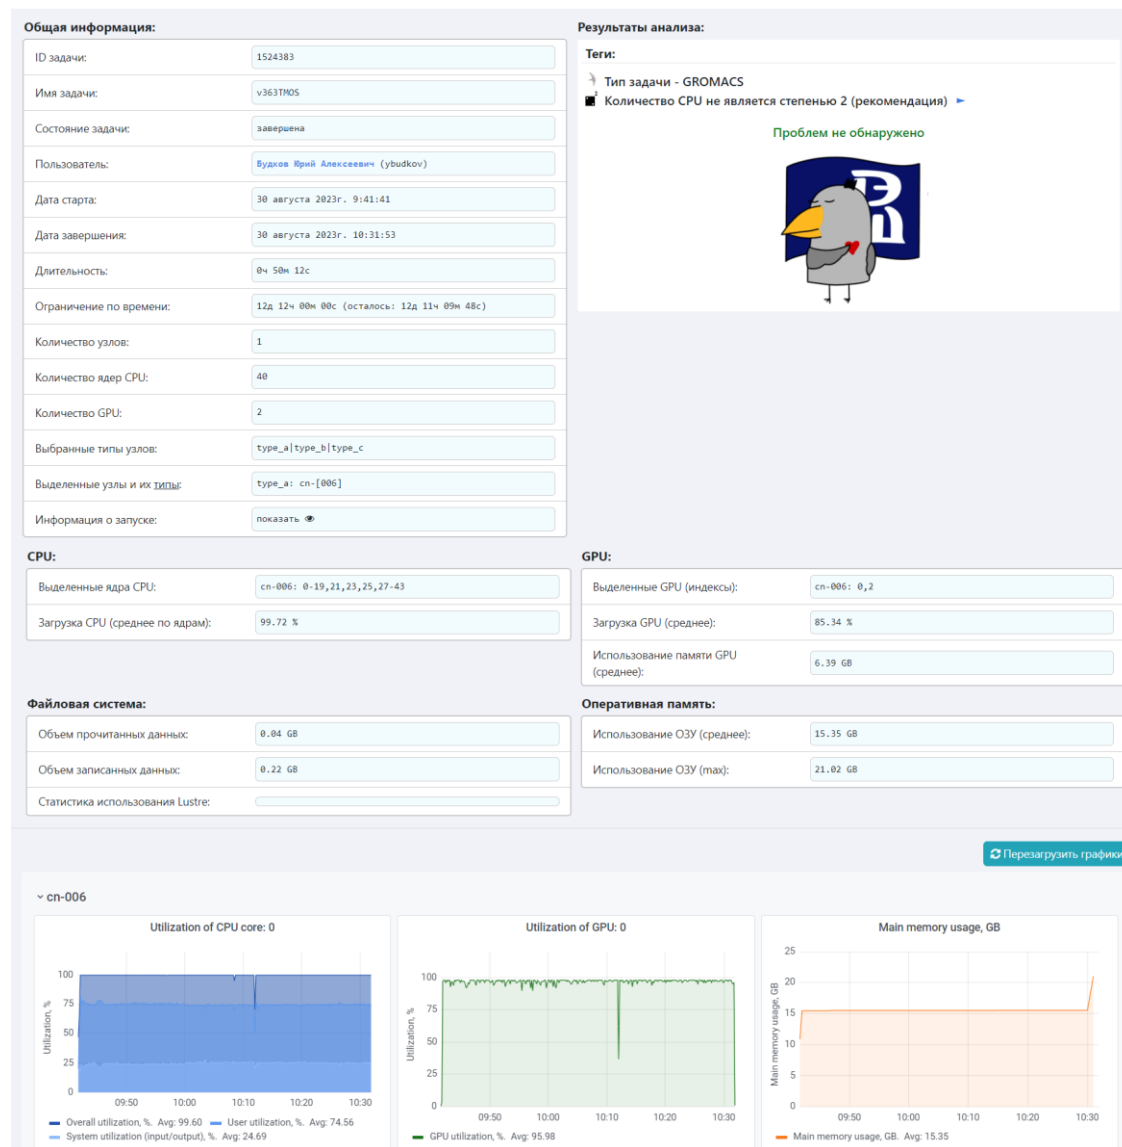 Общая информация:
ID задачи: 1524383
Имя задачи: v363TMOS
Состояние задачи: завершена
Пользователь: Будков Юрий Алексеевич (ybudkov)
Дата старта: 30 августа 2023г. 9:41:41
Дата завершения: 30 августа 2023г. 10:31:53
Длительность: 0ч 50м 12с
Ограничение по времени: 12д 12ч 00м 00с (осталось: 12д 11ч 09м 48с)
Количество узлов: 1
Количество ядер CPU: 40
Количество GPU: 2
Выбранные типы узлов: type_a|type_b|type_c
Выделенные узлы и их типы: type_a: cn-[006]
Информация о запуске: показать
Результаты анализа:
Теги:
Тип задачи - GROMACS
Количество CPU не является степенью 2 (рекомендация)
Проблем не обнаружено
CPU:
Выделенные ядра CPU: cn-006: 0-19,21,23,25,27-43
Загрузка CPU (среднее по ядрам): 99.72 %
GPU:
Выделенные GPU (индексы): cn-006: 0,2
Загрузка GPU (среднее): 85.34 %
Использование памяти GPU
(среднее): 6.39 GB
Файловая система:
Объем прочитанных данных: 0.04 GB
Объем записанных данных: 0.22 GB
Статистика использования Lustre:
Оперативная память:
Использование ОЗУ (среднее): 15.35 GB
Использование ОЗУ (max): 21.02 GB
Перезагрузить графики
cn-006
Utilization of CPU core: 0
Utilization, %
100
75
50
25
0
09:50 10:00 10:10 10:20 10:30
Overall utilization, %. Avg: 99.60 User utilization, %. Avg: 74.56
System utilization (input/output), %. Avg: 24.69
Utilization of GPU: 0
Utilization, %
100
75
50
25
0
09:50 10:00 10:10 10:20 10:30
GPU utilization, %. Avg: 95.98
Main memory usage, GB
Main memory usage, GB
25
20
15
10
5
0
09:50 10:00 10:10 10:20 10:30
Main memory usage, GB. Avg: 15.35